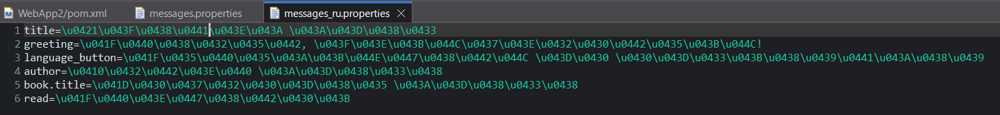 WebApp2/pom.xml messages.properties messages_ru.properties
1 title=\u0421\u043F\u0438\u0441\u043E\u043A \u043A\u043D\u0438\u0433
2 greeting=\u041F\u0440\u0438\u0432\u0435\u0442, \u043F\u043E\u043B\u044C\u0437\u043E\u0432\u0430\u0442\u0435\u043B\u044C!
3 language_button=\u041F\u0435\u0440\u0435\u043A\u043B\u044E\u0447\u0438\u0442\u044C \u043D\u0430 \u0430\u043D\u0433\u043B\u0438\u0439\u0441\u043A\u0438\u0439
4 author=\u0410\u0432\u0442\u043E\u0440 \u043A\u043D\u0438\u0433\u0438
5 book.title=\u041D\u0430\u0437\u0432\u0430\u043D\u0438\u0435 \u043A\u043D\u0438\u0433\u0438
6 read=\u041F\u0440\u043E\u0447\u0438\u0442\u0430\u043B